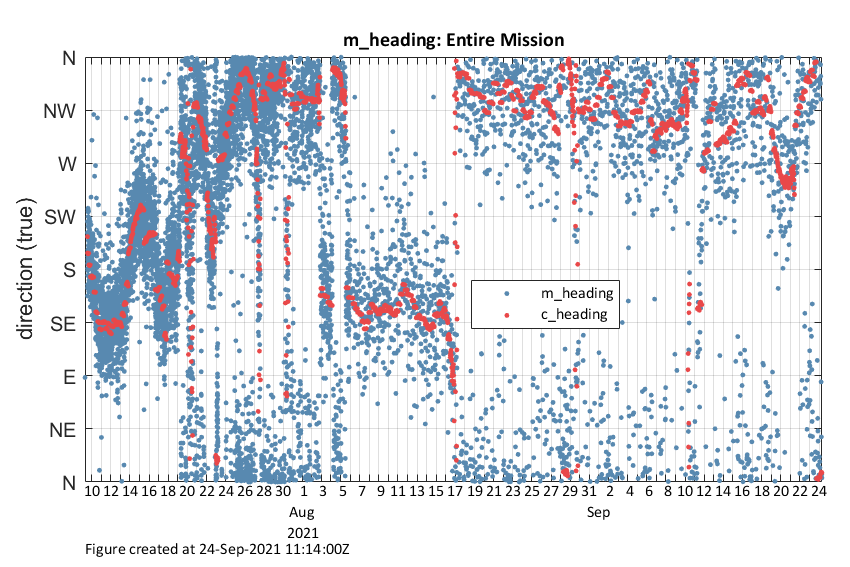 m_heading: Entire Mission
direction (true)
N
NW
W
SW
S
SE
E
NE
N
m_heading
c_heading
10 12 14 16 18 20 22 24 26 28 30 1 3 5 7 9 11 13 15 17 19 21 23 25 27 29 31 2 4 6 8 10 12 14 16 18 20 22 24
Aug Sep
2021
Figure created at 24-Sep-2021 11:14:00Z